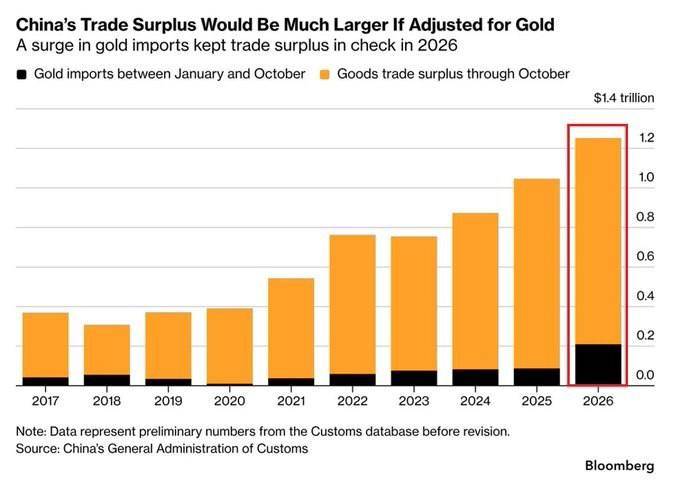 China's Trade Surplus Would Be Much Larger If Adjusted for Gold
A surge in gold imports kept trade surplus in check in 2026
Gold imports between January and October Goods trade surplus through October
$1.4 trillion
1.2
1.0
0.8
0.6
0.4
0.2
0.0
2017 2018 2019 2020 2021 2022 2023 2024 2025 2026
Note: Data represent preliminary numbers from the Customs database before revision.
Source: China's General Administration of Customs
Bloomberg